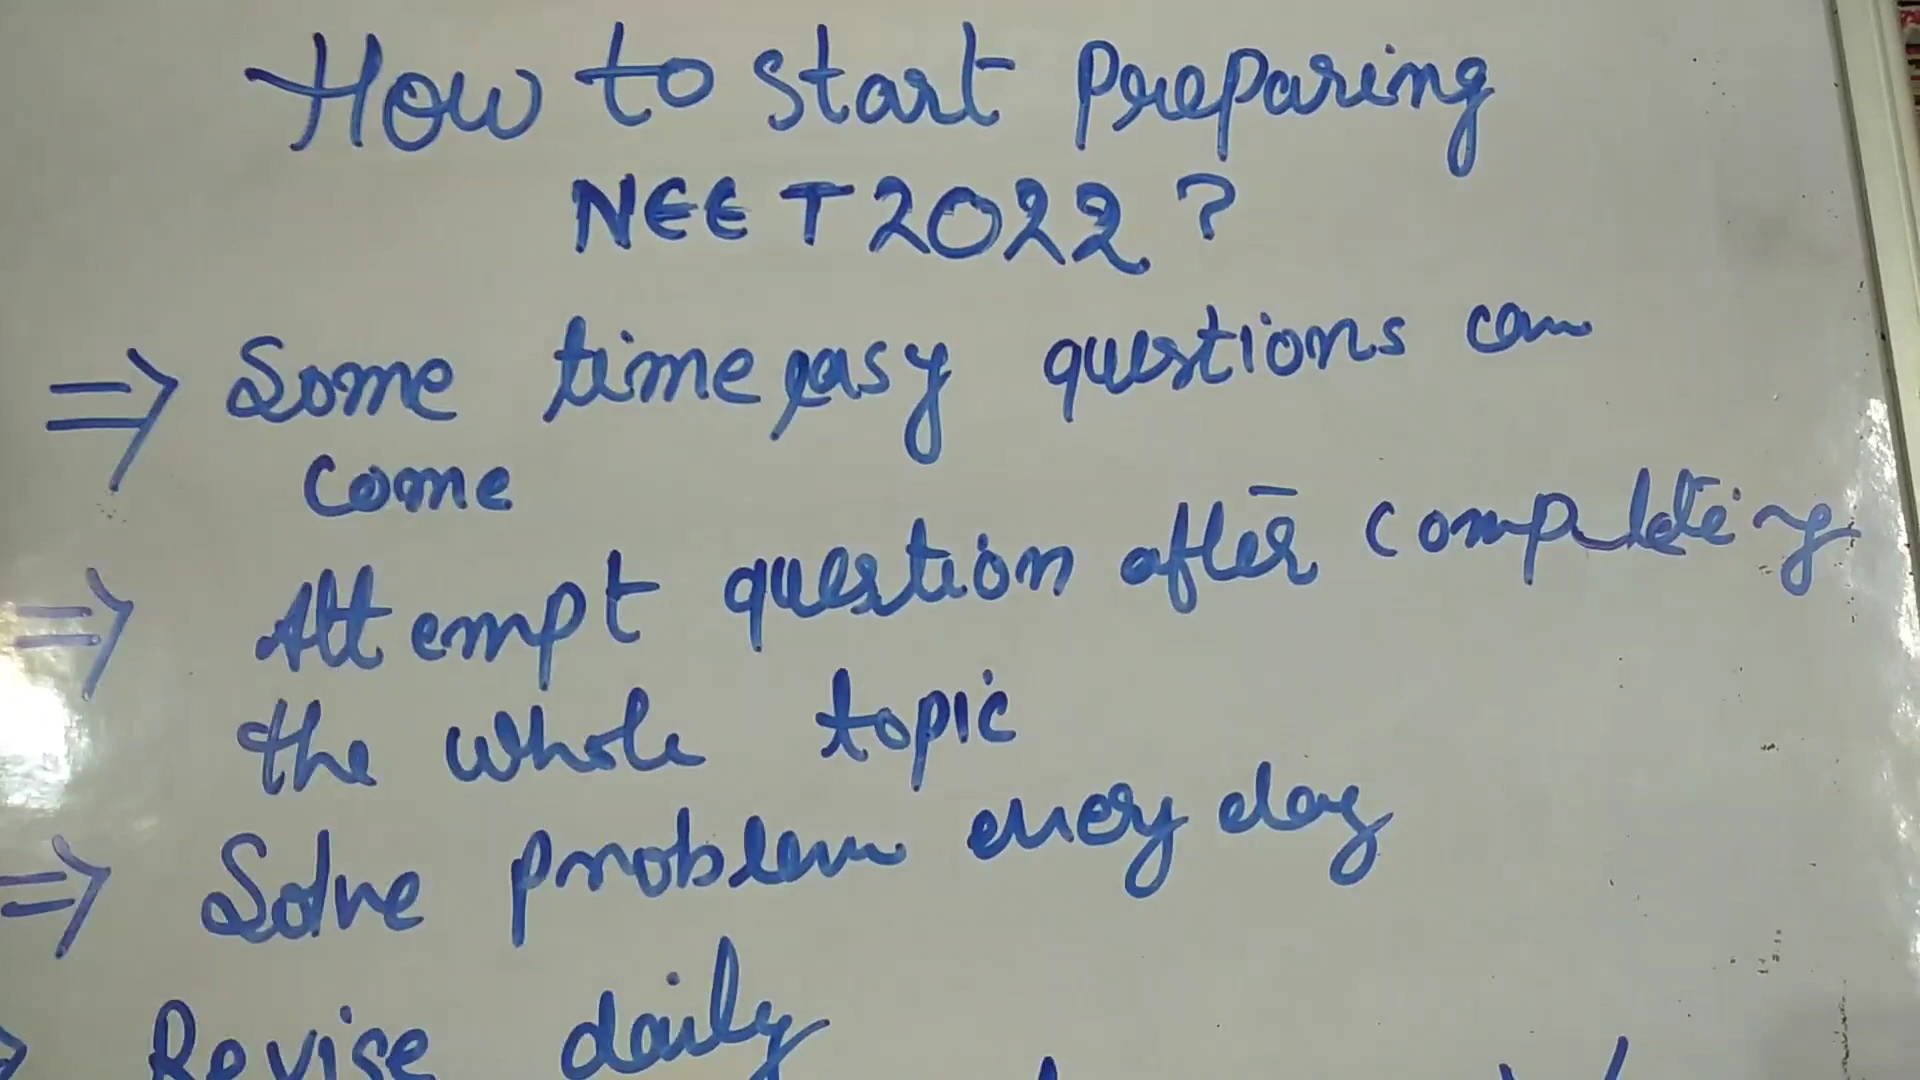 How to start preparing
NEET 2022 ?
⇒ Some time easy questions can
come
⇒ Attempt question after completing
the whole topic
⇒ Solve problem every day
Revise daily